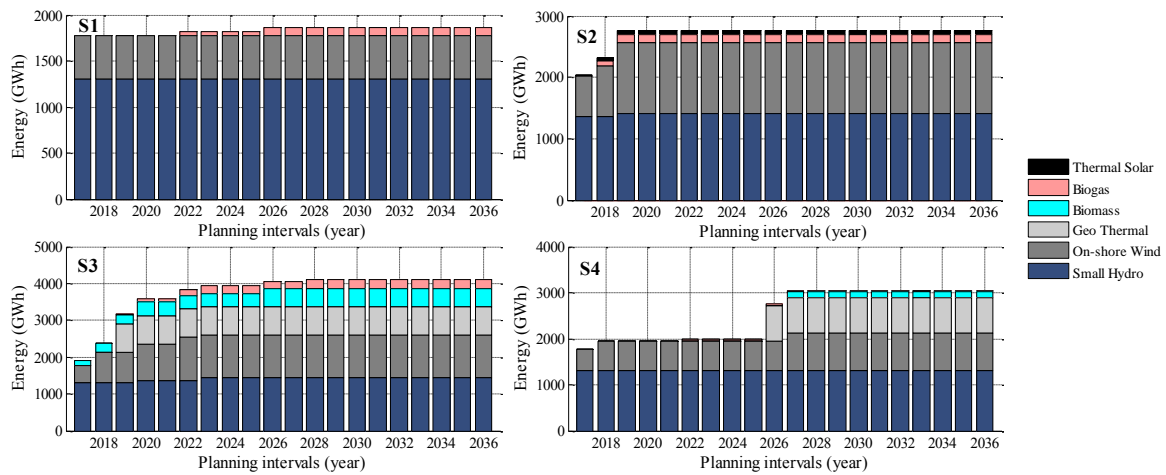 S1
Energy (GWh)
2000
1500
1000
500
0
2018 2020 2022 2024 2026 2028 2030 2032 2034 2036
Planning intervals (year)
S2
Energy (GWh)
3000
2000
1000
0
2018 2020 2022 2024 2026 2028 2030 2032 2034 2036
Planning intervals (year)
Thermal Solar
Biogas
Biomass
Geo Thermal
On-shore Wind
Small Hydro
S3
Energy (GWh)
5000
4000
3000
2000
1000
0
2018 2020 2022 2024 2026 2028 2030 2032 2034 2036
Planning intervals (year)
S4
Energy (GWh)
4000
3000
2000
1000
0
2018 2020 2022 2024 2026 2028 2030 2032 2034 2036
Planning intervals (year)